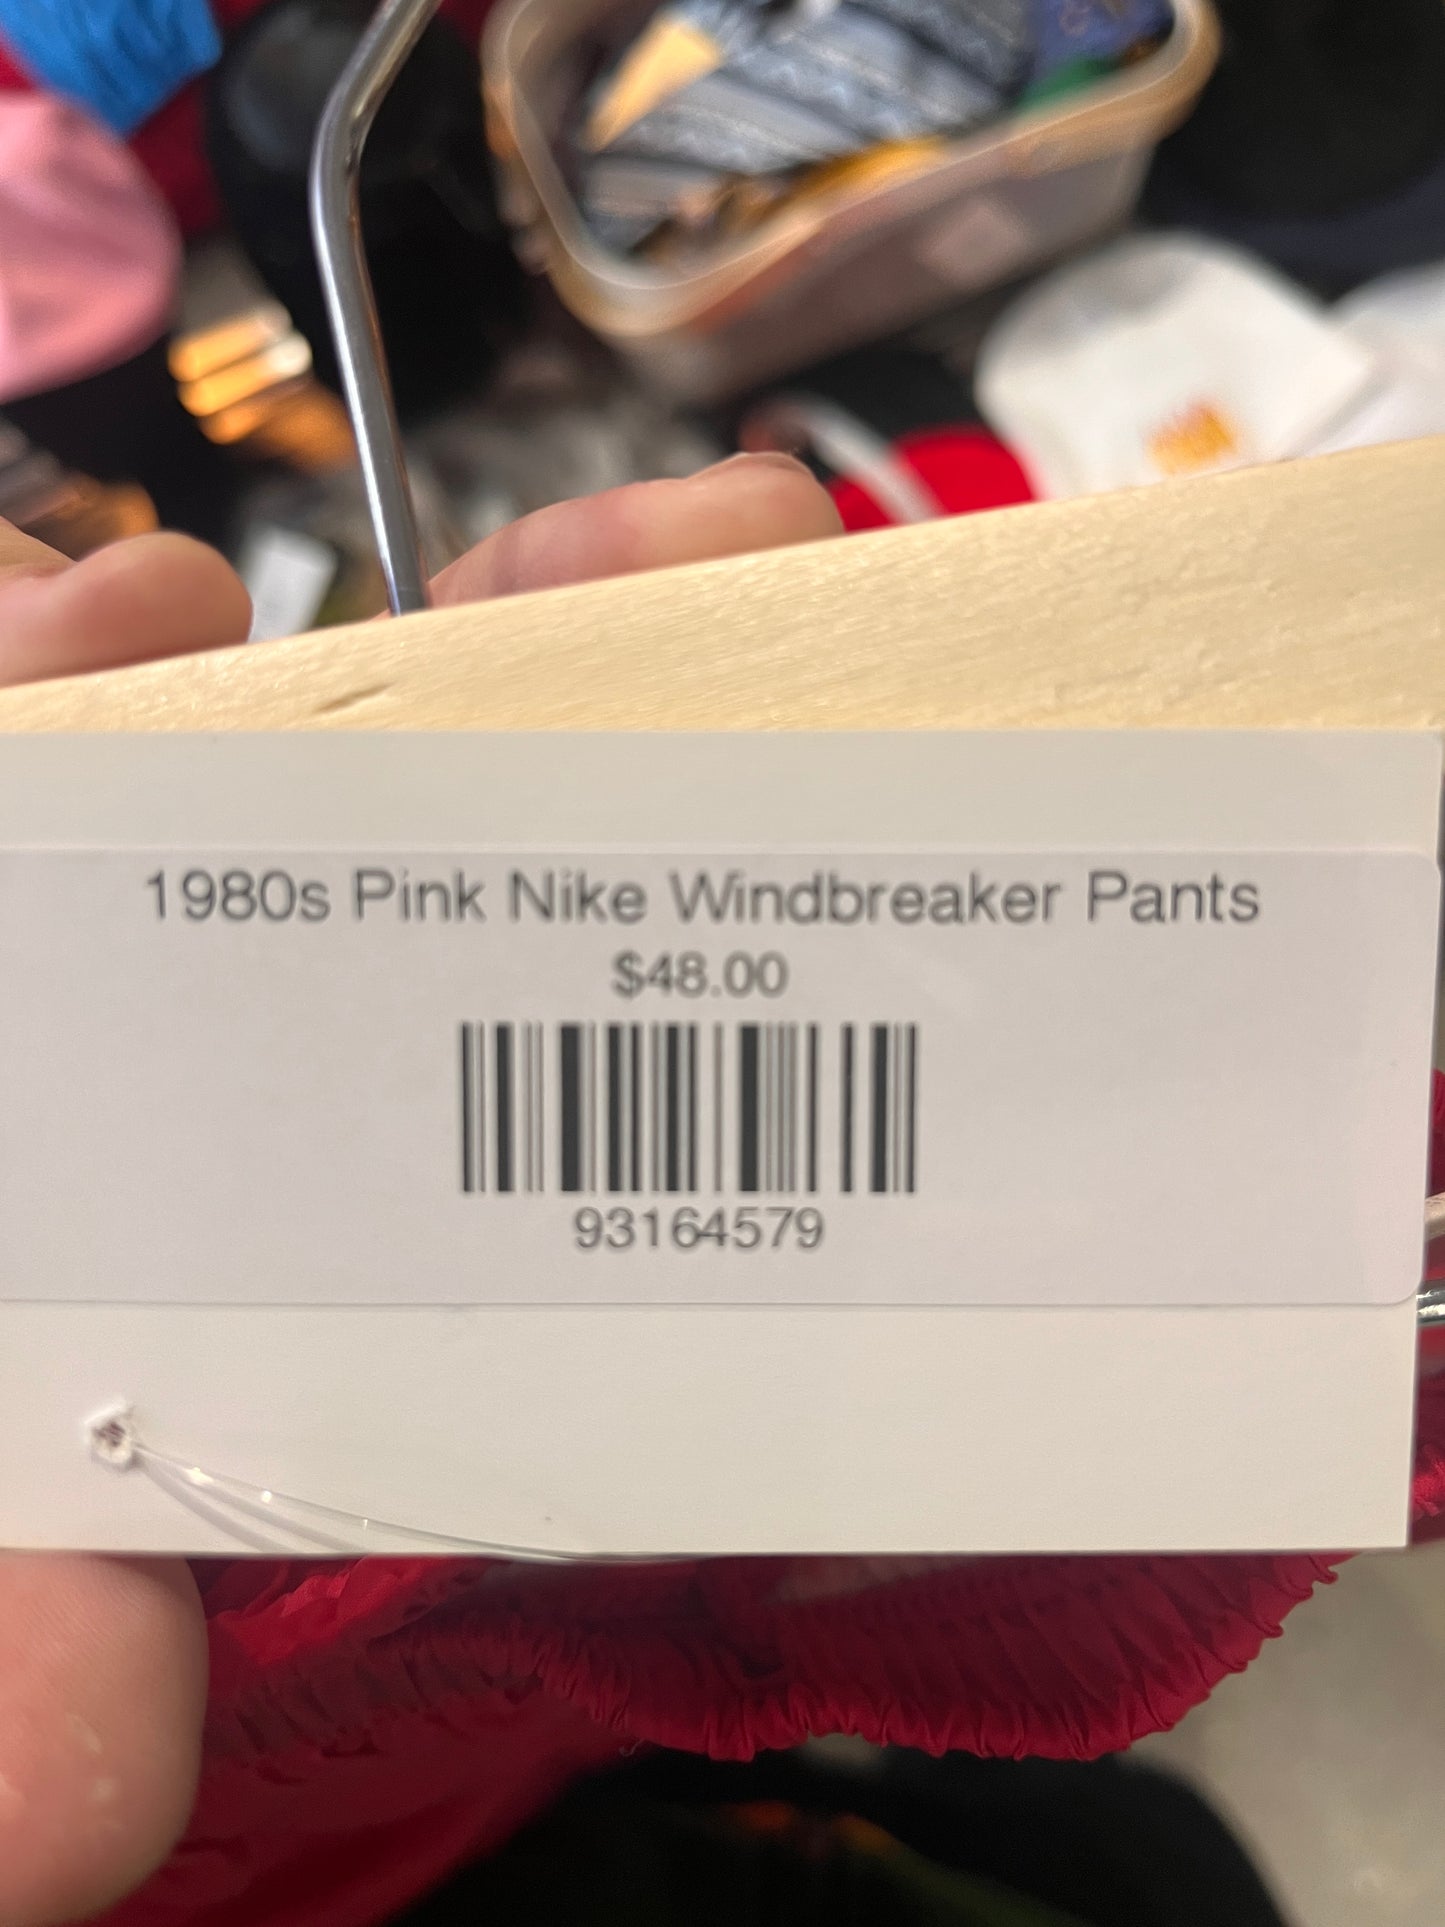 1980s Pink Nike Windbreaker Pants
$48.00
93164579